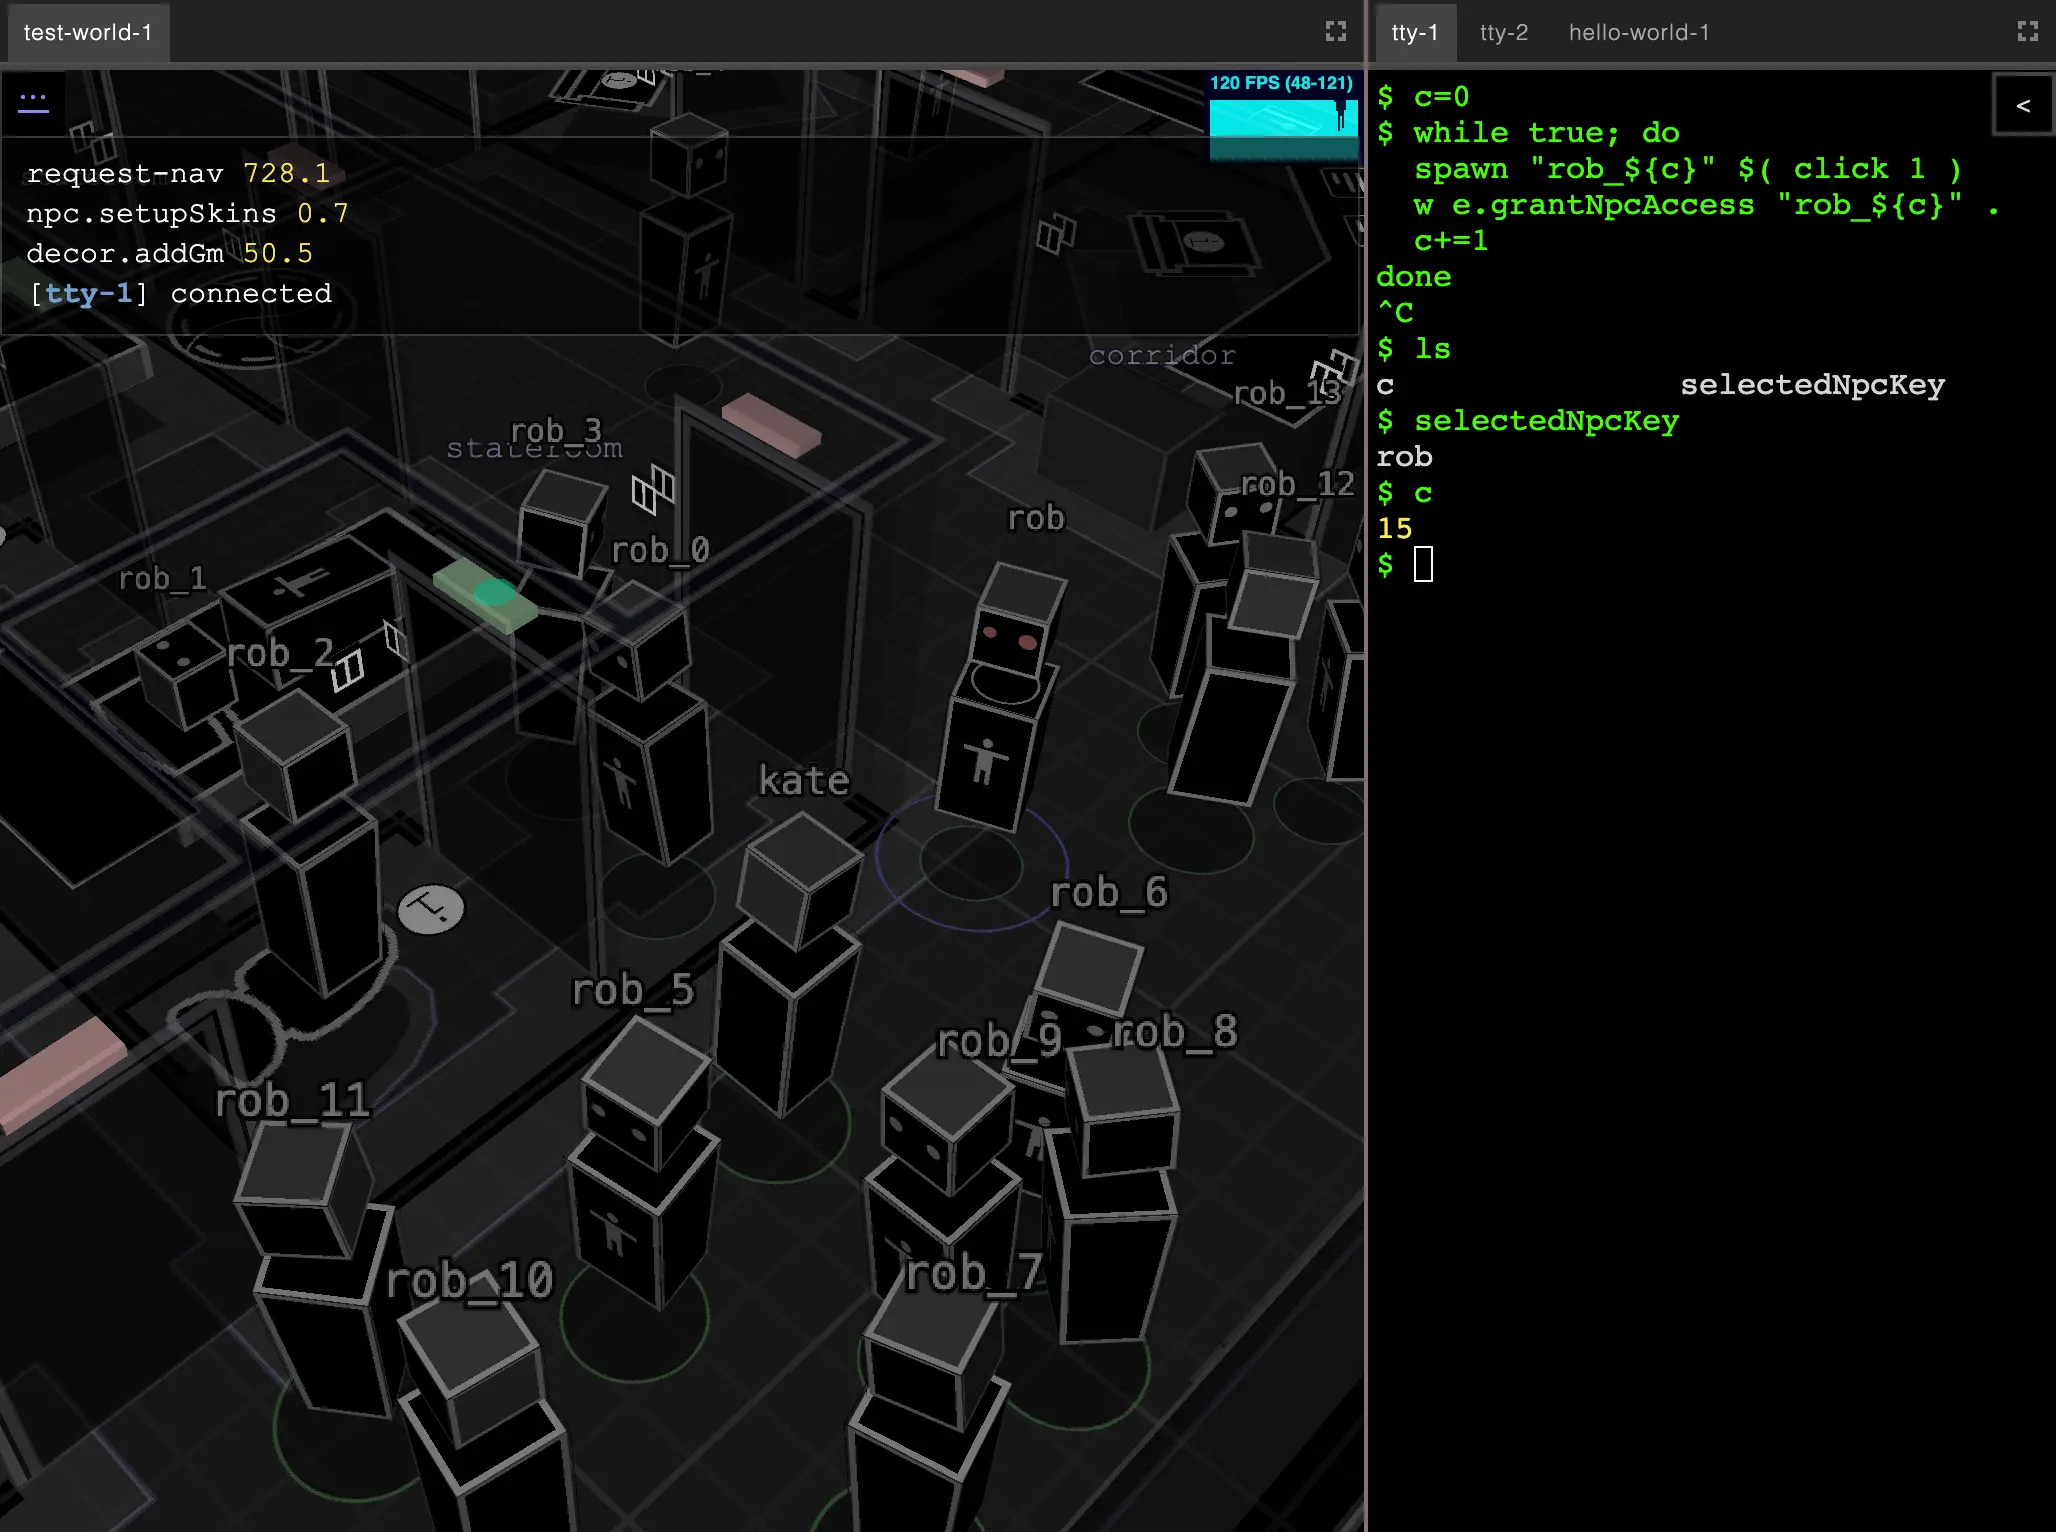 test-world-1
tty-1 tty-2 hello-world-1
...
120 FPS (48-121)
request-nav 728.1
npc.setupSkins 0.7
decor.addGm 50.5
[tty-1] connected
corridor
rob_13
rob_3
stateroom
rob_12
rob
rob_0
rob_1
rob_2
kate
rob_6
rob_5
rob_9
rob_8
rob_11
rob_10
rob_7
<
$ c=0
$ while true; do
spawn "rob_${c}" $( click 1 )
w e.grantNpcAccess "rob_${c}" .
c+=1
done
^C
$ ls
c selectedNpcKey
$ selectedNpcKey
rob
$ c
15
$